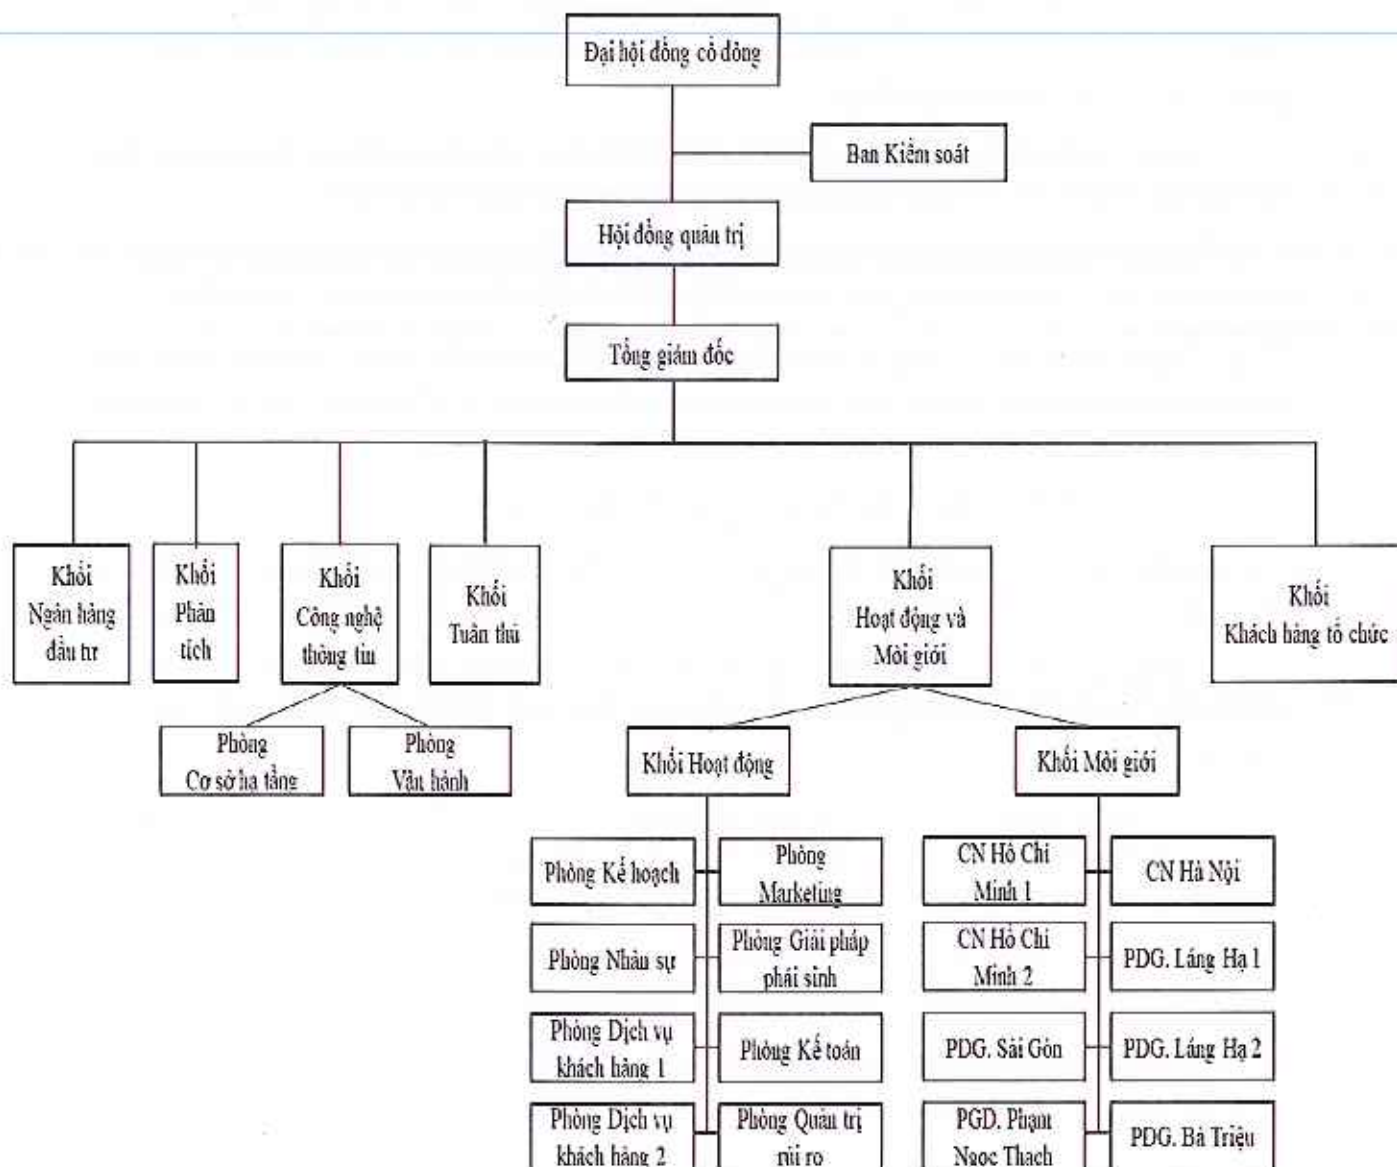 Đại hội đồng cổ đông
Ban Kiểm soát
Hội đồng quản trị
Tổng giám đốc
Khối
Ngân hàng
đầu tư
Khối
Phân
tích
Khối
Công nghệ
thông tin
Khối
Tuân thủ
Khối
Hoạt động và
Môi giới
Khối
Khách hàng tổ chức
Phòng
Cơ sở hạ tầng
Phòng
Vận hành
Khối Hoạt động
Khối Môi giới
Phòng Kế hoạch
Phòng
Marketing
CN Hồ Chí
Minh 1
CN Hà Nội
Phòng Nhân sự
Phòng Giải pháp
phái sinh
CN Hồ Chí
Minh 2
PDG. Láng Hạ 1
Phòng Dịch vụ
khách hàng 1
Phòng Kế toán
PDG. Sài Gòn
PDG. Láng Hạ 2
Phòng Dịch vụ
khách hàng 2
Phòng Quản trị
rủi ro
PGD. Phạm
Ngọc Thạch
PDG. Bà Triệu